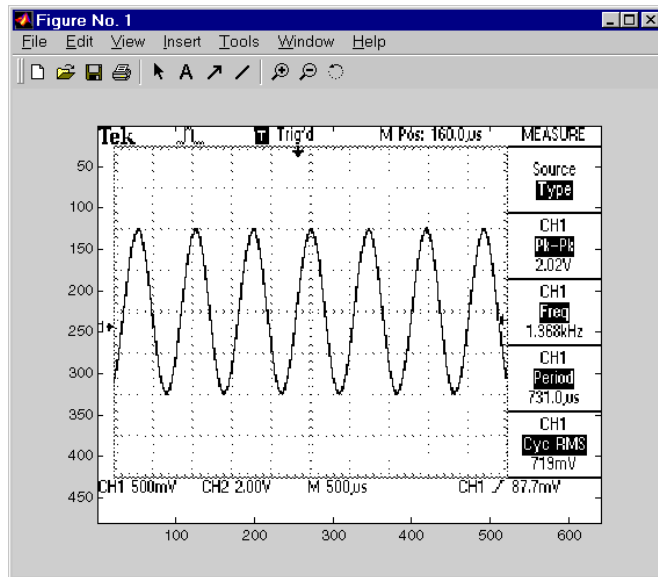 Figure No. 1
File Edit View Insert Tools Window Help
A
Tek T Trig'd M Pos: 160.0µs MEASURE
Source
Type
CH1
Pk-Pk
2.02V
CH1
Freq
1.368kHz
CH1
Period
731.0µs
CH1
Cyc RMS
719mV
CH1 500mV CH2 2.00V M 500µs CH1 87.7mV
50
100
150
200
250
300
350
400
450
1
100 200 300 400 500 600